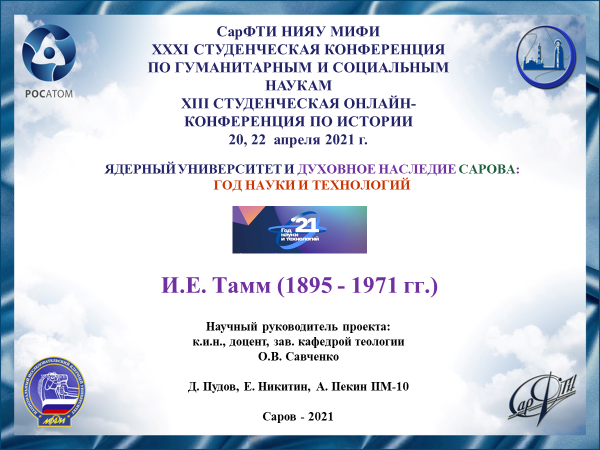 РОСАТОМ
СарФТИ НИЯУ МИФИ
XXXI СТУДЕНЧЕСКАЯ КОНФЕРЕНЦИЯ
ПО ГУМАНИТАРНЫМ И СОЦИАЛЬНЫМ
НАУКАМ
XIII СТУДЕНЧЕСКАЯ ОНЛАЙН-
КОНФЕРЕНЦИЯ ПО ИСТОРИИ
20, 22 апреля 2021 г.
ЯДЕРНЫЙ УНИВЕРСИТЕТ И ДУХОВНОЕ НАСЛЕДИЕ САРОВА:
ГОД НАУКИ И ТЕХНОЛОГИЙ
'21
Год
науки
и технологий
И.Е. Тамм (1895 - 1971 гг.)
Научный руководитель проекта:
к.и.н., доцент, зав. кафедрой теологии
О.В. Савченко
Д. Пудов, Е. Никитин, А. Пекин ПМ-10
Саров - 2021
МИФИ
СарФТИ